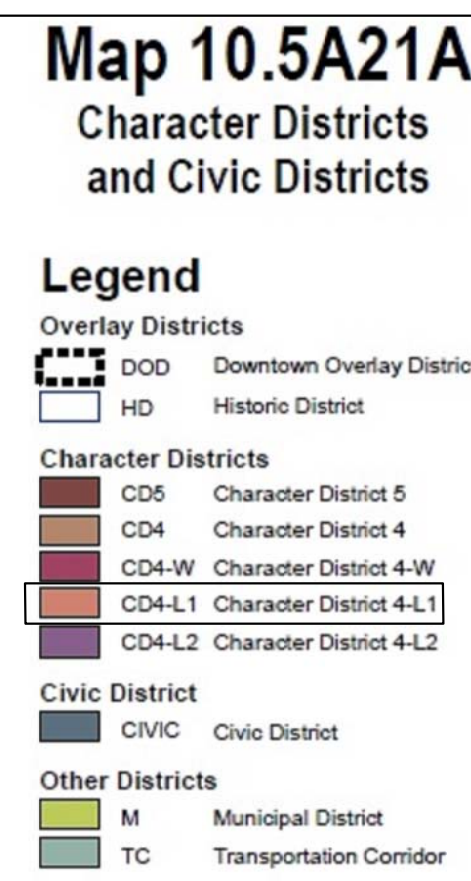 Map 10.5A21A
Character Districts
and Civic Districts
Legend
Overlay Districts
DOD Downtown Overlay Distric
HD Historic District
Character Districts
CD5 Character District 5
CD4 Character District 4
CD4-W Character District 4-W
CD4-L1 Character District 4-L1
CD4-L2 Character District 4-L2
Civic District
CIVIC Civic District
Other Districts
M Municipal District
TC Transportation Corridor